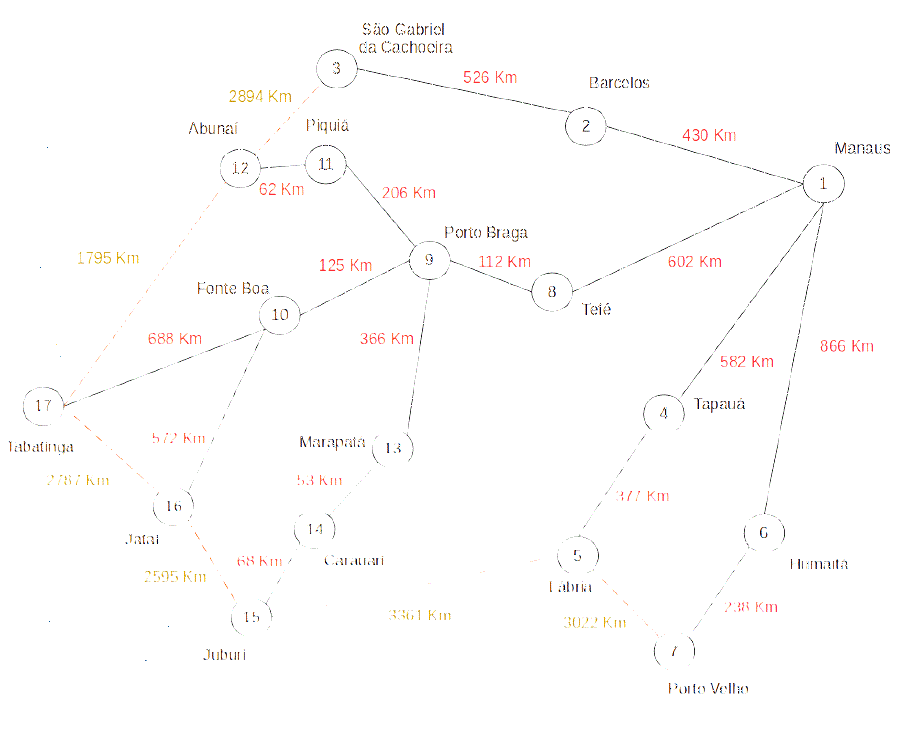 São Gabriel
da Cachoeira
3
526 Km
Barcelos
2
430 Km
Manaus
1
2894 Km
Abunaí
Piquiá
12
11
62 Km
206 Km
1795 Km
Porto Braga
9
112 Km
602 Km
125 Km
Fonte Boa
8
Tefé
10
688 Km
366 Km
866 Km
582 Km
17
Tabatinga
4
Tapauá
572 Km
Marapata
13
2787 Km
53 Km
377 Km
16
Jataí
14
Carauari
6
Humaitá
68 Km
2595 Km
5
Lábria
3361 Km
3022 Km
238 Km
15
Juburi
7
Porto Velho